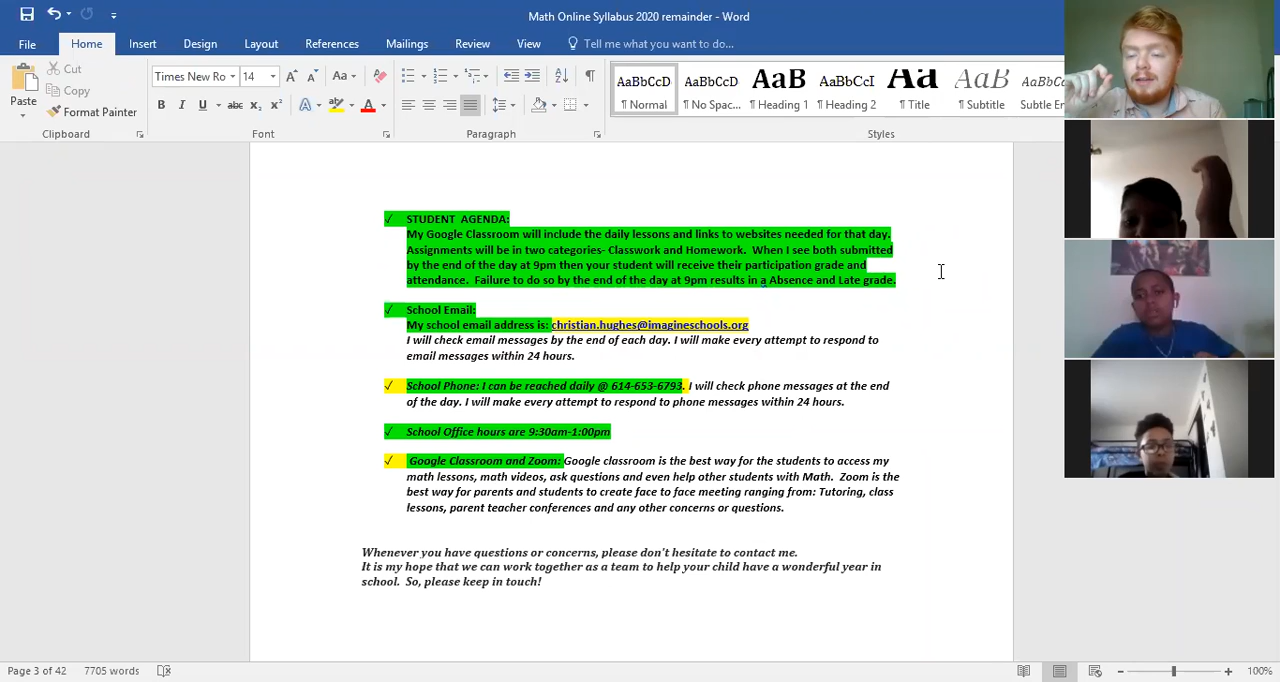 Math Online Syllabus 2020 remainder - Word
File Home Insert Design Layout References Mailings Review View Tell me what you want to do...
Cut
Times New Ro 14 Aa
AaBbCcD AaBbCcD AaB AaBbCcI AaB AaBbCcD AaBbCc
Copy
Paste
Format Painter
B I U abc x₂ x² A A
¶ Normal ¶ No Spac... ¶ Heading 1 ¶ Heading 2 ¶ Title ¶ Subtitle Subtle En
Clipboard Font Paragraph Styles
✓ STUDENT AGENDA:
My Google Classroom will include the daily lessons and links to websites needed for that day.
Assignments will be in two categories- Classwork and Homework. When I see both submitted
by the end of the day at 9pm then your student will receive their participation grade and
attendance. Failure to do so by the end of the day at 9pm results in a Absence and Late grade.
✓ School Email:
My school email address is: christian.hughes@imagineschools.org
I will check email messages by the end of each day. I will make every attempt to respond to
email messages within 24 hours.
✓ School Phone: I can be reached daily @ 614-653-6793. I will check phone messages at the end
of the day. I will make every attempt to respond to phone messages within 24 hours.
✓ School Office hours are 9:30am-1:00pm
✓ Google Classroom and Zoom: Google classroom is the best way for the students to access my
math lessons, math videos, ask questions and even help other students with Math. Zoom is the
best way for parents and students to create face to face meeting ranging from: Tutoring, class
lessons, parent teacher conferences and any other concerns or questions.
Whenever you have questions or concerns, please don't hesitate to contact me.
It is my hope that we can work together as a team to help your child have a wonderful year in
school. So, please keep in touch!
Page 3 of 42 7705 words 100%